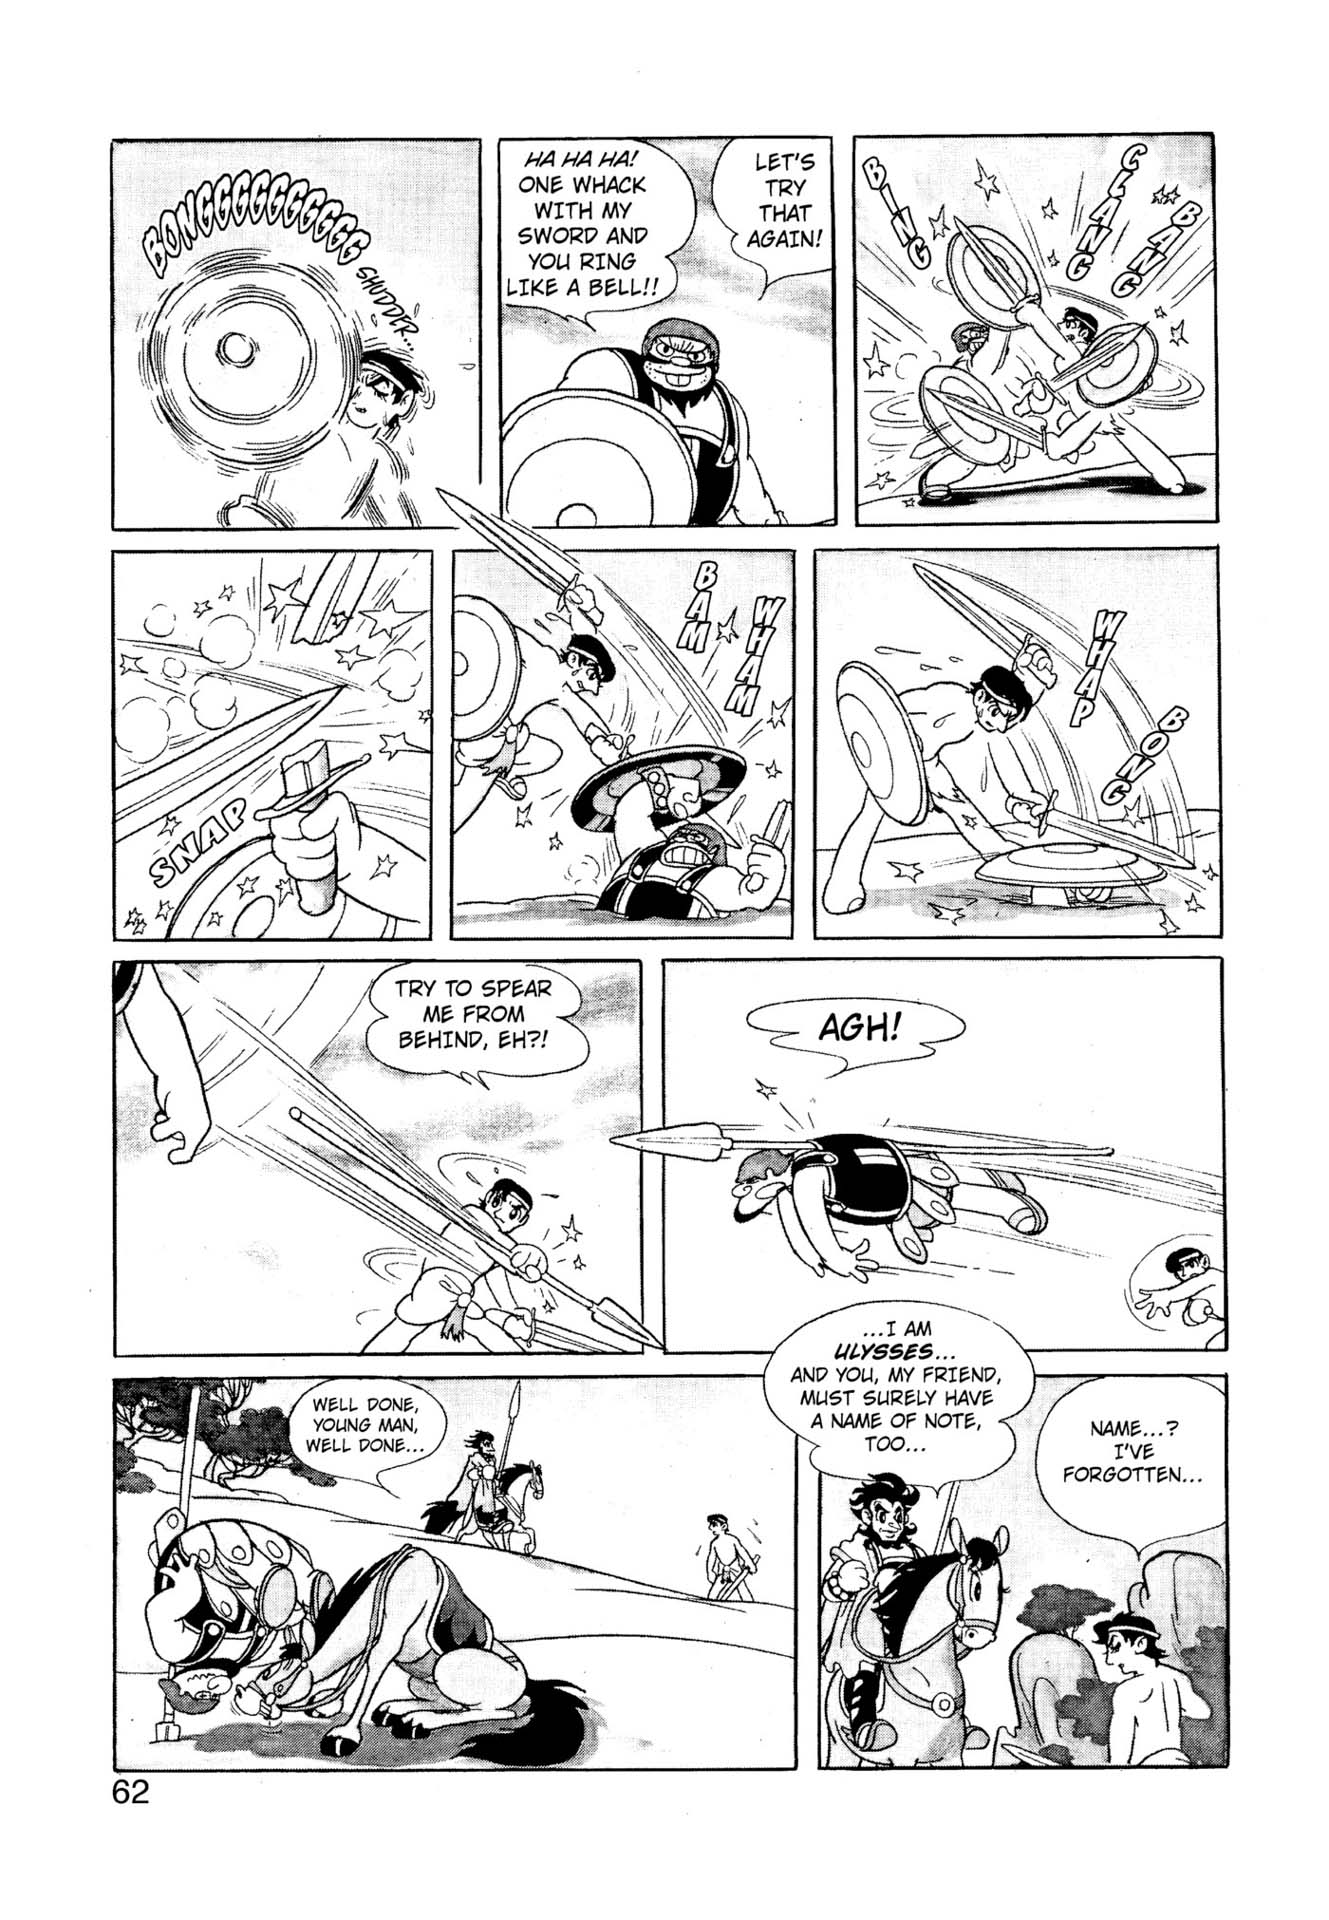 BONGGGGGGGGGG
SHUDDR...
HA HA HA!
ONE WHACK
WITH MY
SWORD AND
YOU RING
LIKE A BELL!!
LET'S
TRY
THAT
AGAIN!
BING
CLANG
BANG
SNAP
BAM
WHAM
WHAP
BONG
TRY TO SPEAR
ME FROM
BEHIND, EH?!
AGH!
WELL DONE,
YOUNG MAN,
WELL DONE...
...I AM
ULYSSES...
AND YOU, MY FRIEND,
MUST SURELY HAVE
A NAME OF NOTE,
TOO...
NAME...?
I'VE
FORGOTTEN...
62